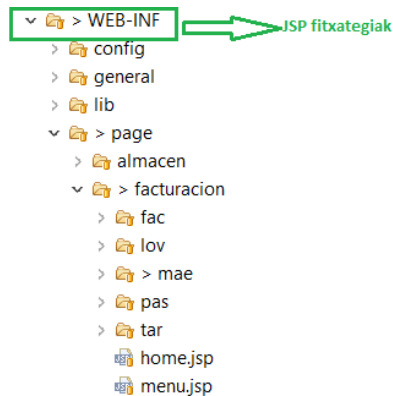 > WEB-INF JSP fitxategiak
config
general
lib
> page
almacen
> facturacion
fac
lov
> mae
pas
tar
home.jsp
menu.jsp